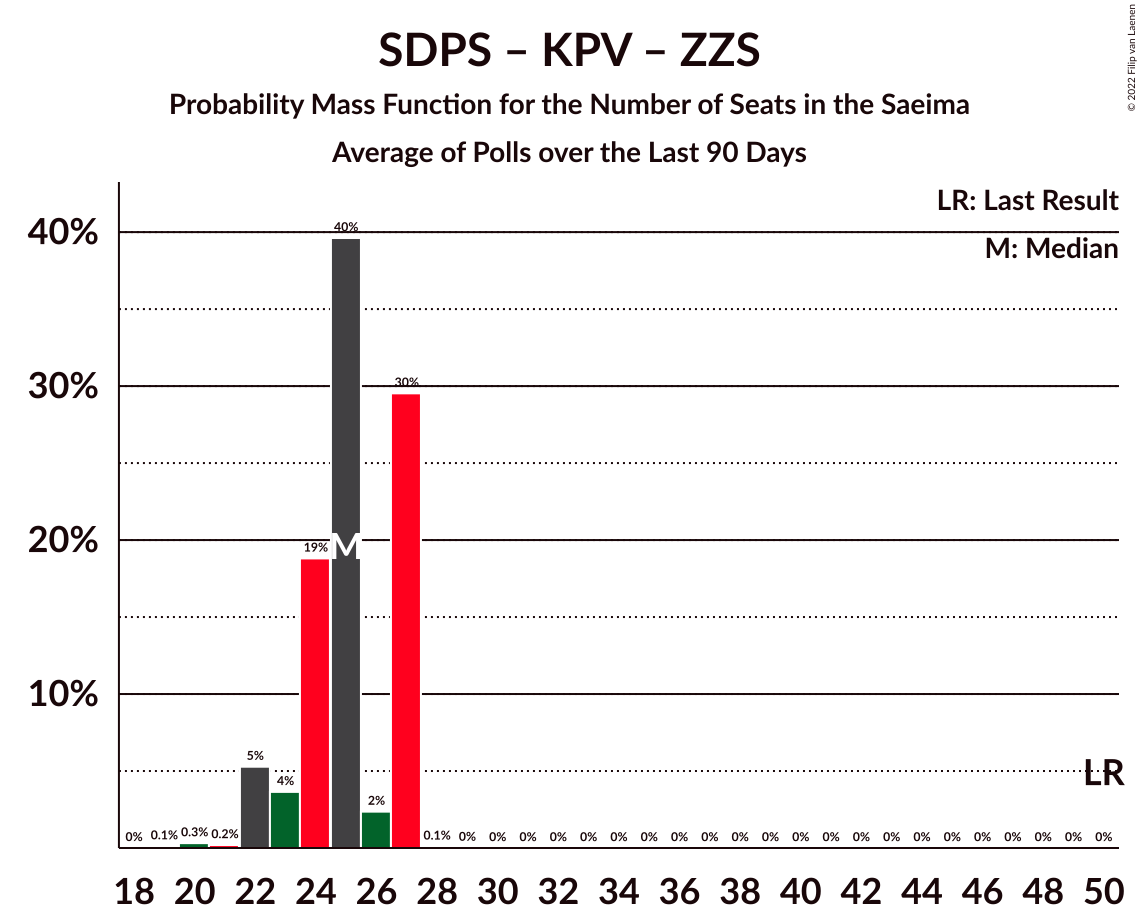 SDPS – KPV – ZZS
Probability Mass Function for the Number of Seats in the Saeima
Average of Polls over the Last 90 Days
© 2022 Filip van Laenen
LR: Last Result
M: Median
40%
30%
20%
10%
0% 0.1% 0.3% 0.2% 5% 4% 19% 40% 2% 30% 0.1% 0% 0% 0% 0% 0% 0% 0% 0% 0% 0% 0% 0% 0% 0% 0% 0% 0% 0% 0% 0% 0% 0%
M
LR
18 20 22 24 26 28 30 32 34 36 38 40 42 44 46 48 50